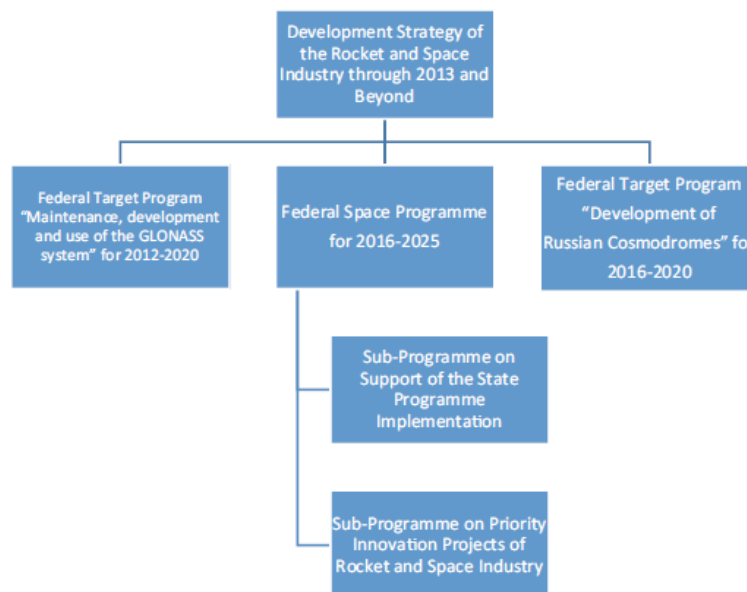 Development Strategy of
the Rocket and Space
Industry through 2013 and
Beyond
Federal Target Program
“Maintenance, development
and use of the GLONASS
system” for 2012-2020
Federal Space Programme
for 2016-2025
Federal Target Program
“Development of
Russian Cosmodromes” fo
2016-2020
Sub-Programme on
Support of the State
Programme
Implementation
Sub-Programme on Priority
Innovation Projects of
Rocket and Space Industry